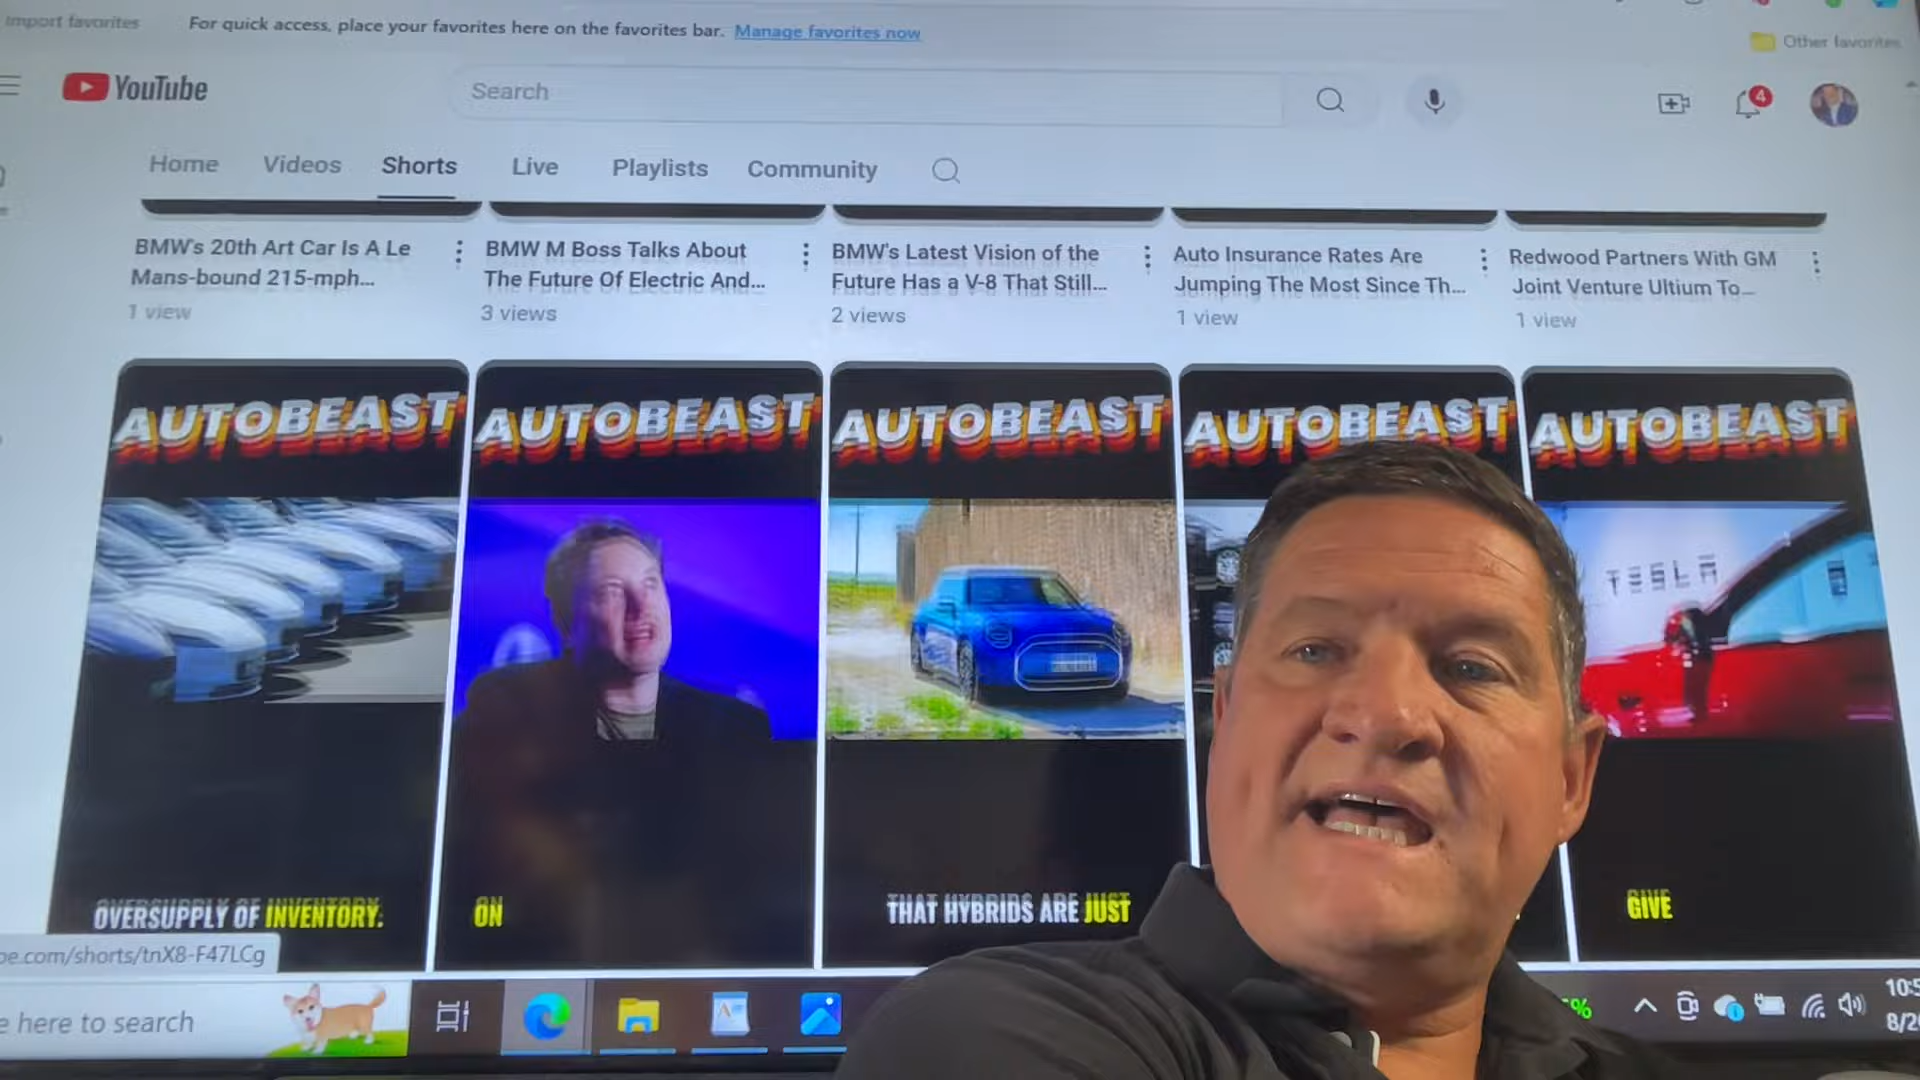 Import favorites
For quick access, place your favorites here on the favorites bar. Manage favorites now
Other favorites
YouTube
Search
4
Home Videos Shorts Live Playlists Community
BMW's 20th Art Car Is A Le
Mans-bound 215-mph...
1 view
BMW M Boss Talks About
The Future Of Electric And...
3 views
BMW's Latest Vision of the
Future Has a V-8 That Still...
2 views
Auto Insurance Rates Are
Jumping The Most Since Th...
1 view
Redwood Partners With GM
Joint Venture Ultium To...
1 view
AUTOBEAST
AUTOBEAST
AUTOBEAST
AUTOBEAST
AUTOBEAST
TESLA
OVERSUPPLY OF INVENTORY.
ON
THAT HYBRIDS ARE JUST
GIVE
be.com/shorts/tnX8-F47LCg
e here to search
%
10:5
8/2